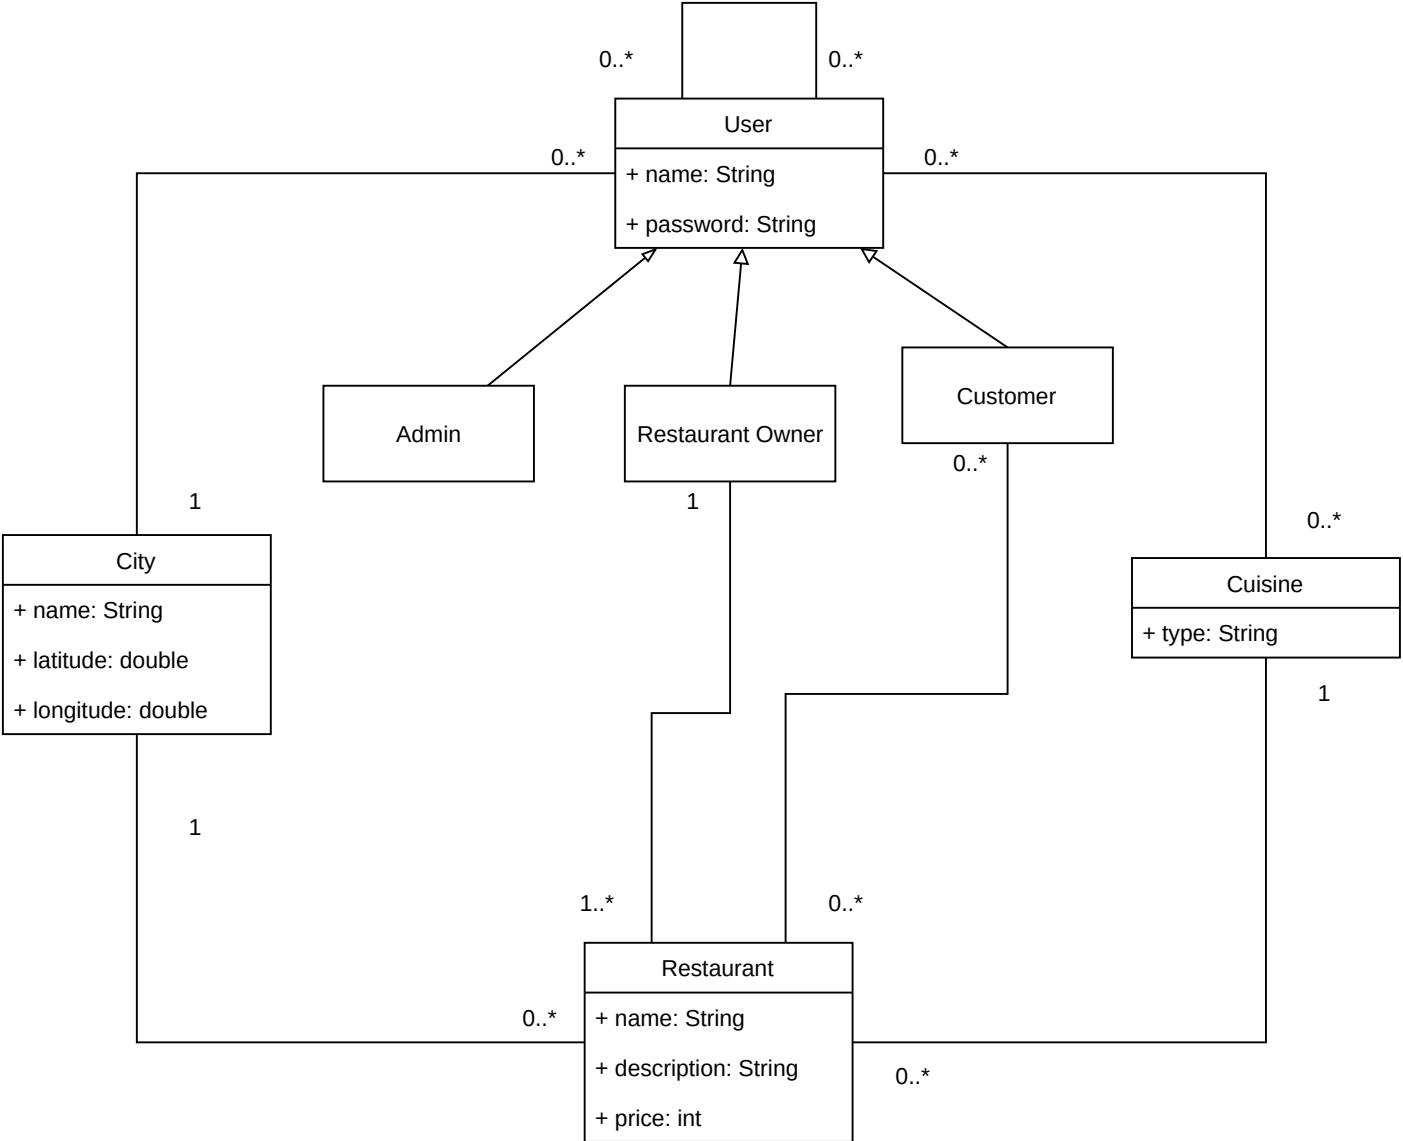 0..*
0..*
User
0..*
0..*
+ name: String
+ password: String
Customer
Admin
Restaurant Owner
0..*
1
1
0..*
City
Cuisine
+ name: String
+ type: String
+ latitude: double
+ longitude: double
1
1
1..*
0..*
Restaurant
0..*
+ name: String
+ description: String
0..*
+ price: int